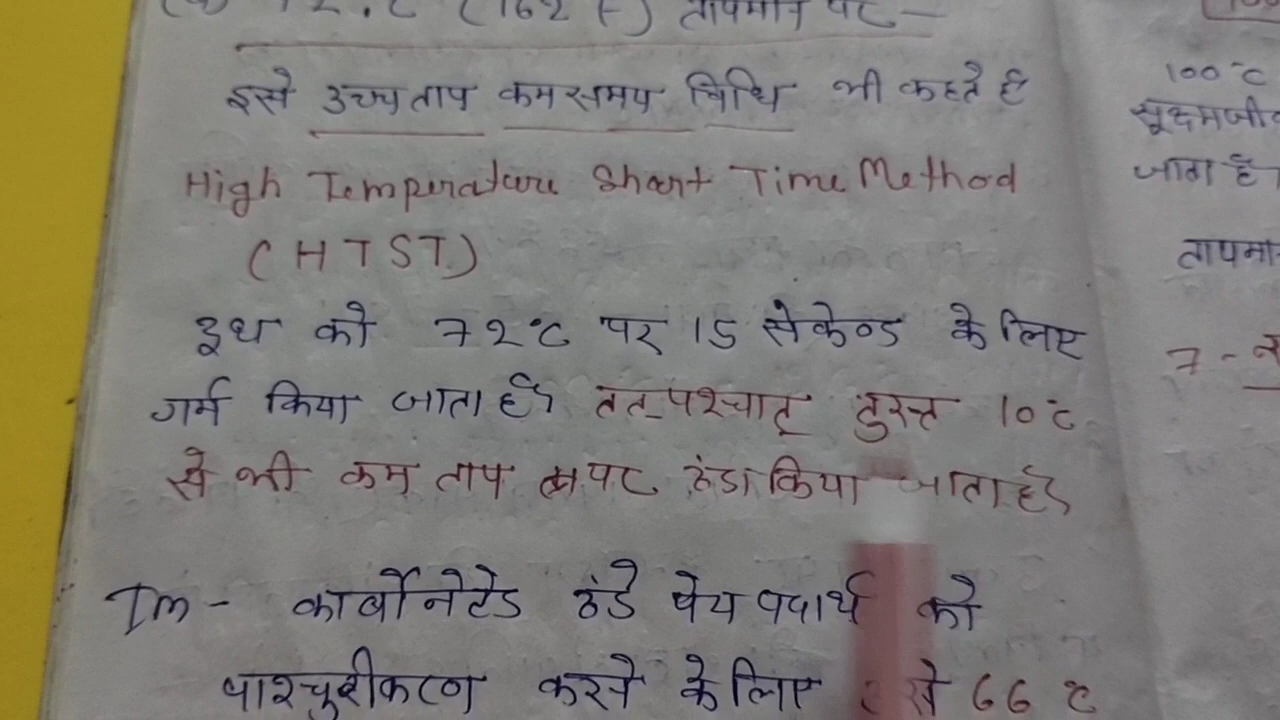 तापमान पर —
इसे उच्च ताप कम समय विधि भी कहते है
High Temperature Short Time Method
(HTST)
दूध को 72°C पर 15 सेकेण्ड के लिए
गर्म किया जाता है। तत्पश्चात् तुरन्त 10°C
से भी कम ताप पर ठंडा किया जाता है।
Im - कार्बोनेटेड ठंडे पेय पदार्थ को
पाश्चुरीकरण करने के लिए से 66°C
100°C
जाता है।
7 -